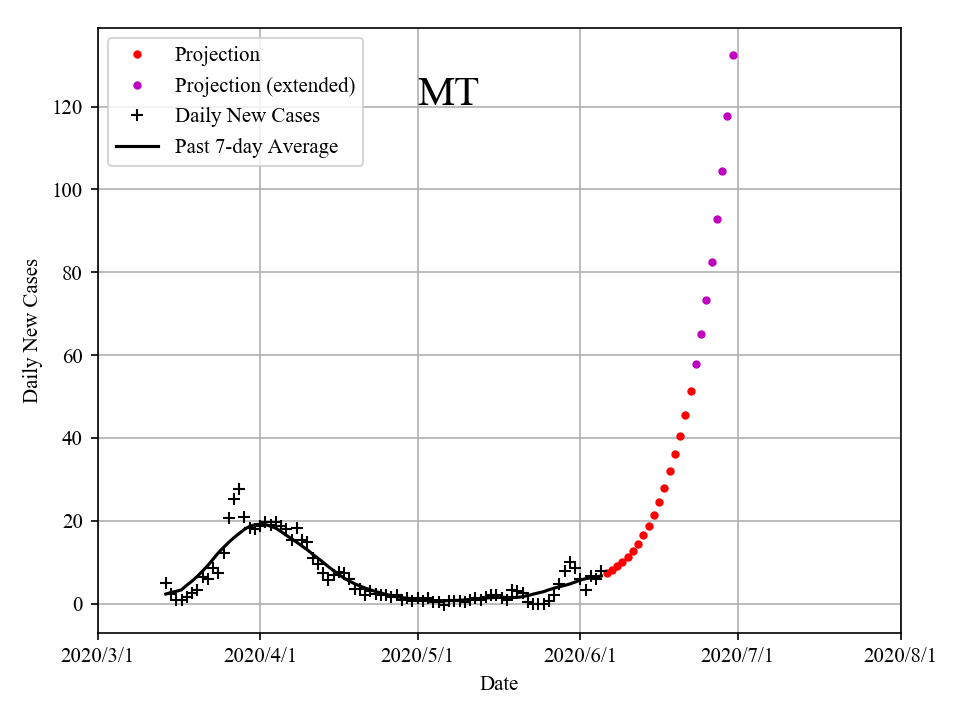 Projection
Projection (extended)
Daily New Cases
Past 7-day Average
MT
Daily New Cases
120
100
80
60
40
20
0
2020/3/1 2020/4/1 2020/5/1 2020/6/1 2020/7/1 2020/8/1
Date